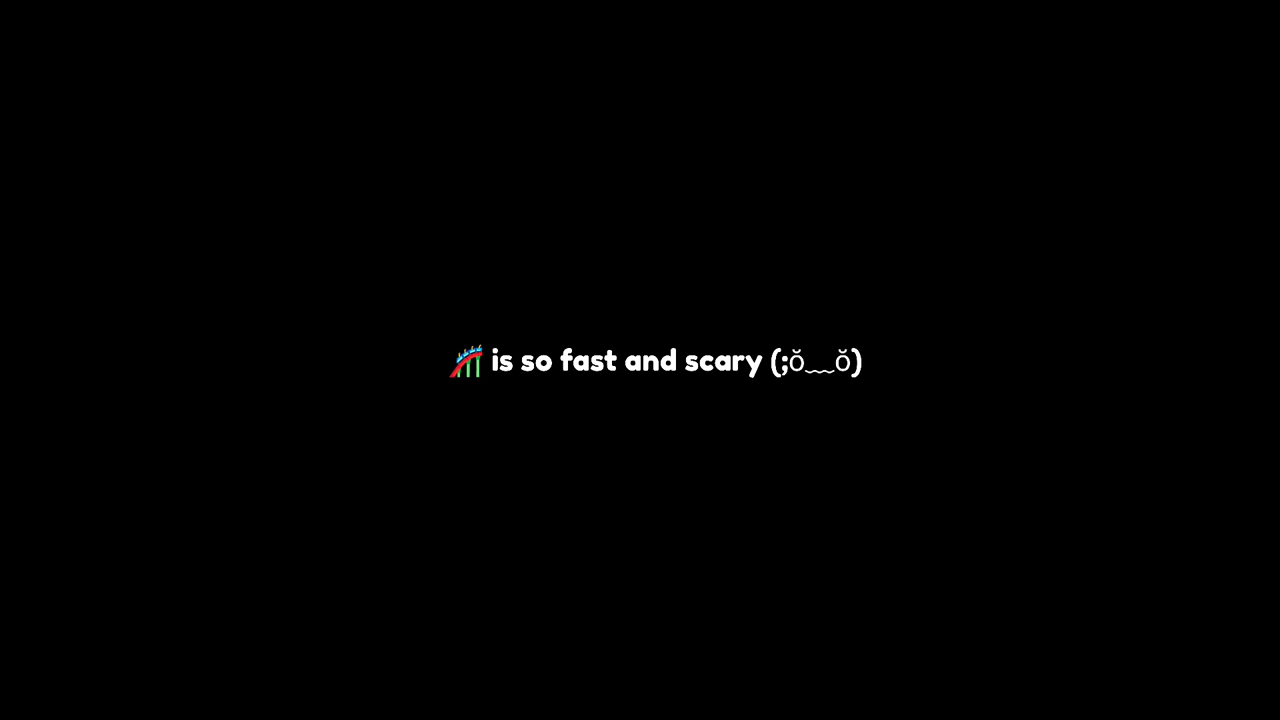 🎢 is so fast and scary (;ŏ﹏ŏ)